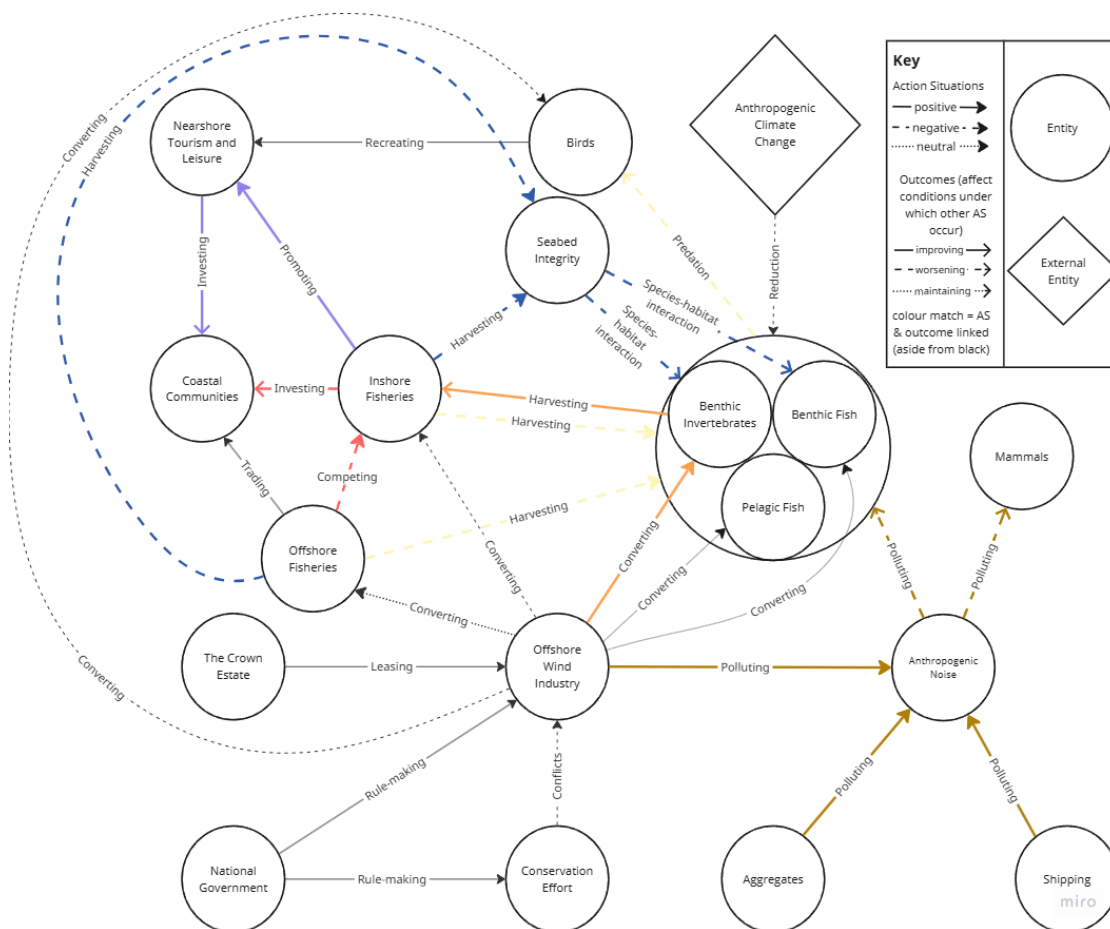 Key
Action Situations
positive
negative
neutral
Outcomes (affect
conditions under
which other AS
occur)
improving
worsening
maintaining
colour match = AS
& outcome linked
(aside from black)
Entity
External
Entity
Converting
Harvesting
Nearshore
Tourism and
Leisure
Recreating
Birds
Anthropogenic
Climate
Change
Seabed
Integrity
Predation
Reduction
Investing
Promoting
Species-habitat
interaction
Species-
habitat
interaction
Harvesting
Coastal
Communities
Investing
Inshore
Fisheries
Harvesting
Harvesting
Benthic
Invertebrates
Benthic Fish
Pelagic Fish
Mammals
Trading
Competing
Harvesting
Offshore
Fisheries
Converting
Converting
Converting
Converting
Converting
Polluting
Polluting
The Crown
Estate
Leasing
Offshore
Wind
Industry
Polluting
Anthropogenic
Noise
Converting
Rule-making
Conflicts
Polluting
Polluting
National
Government
Rule-making
Conservation
Effort
Aggregates
Shipping
miro